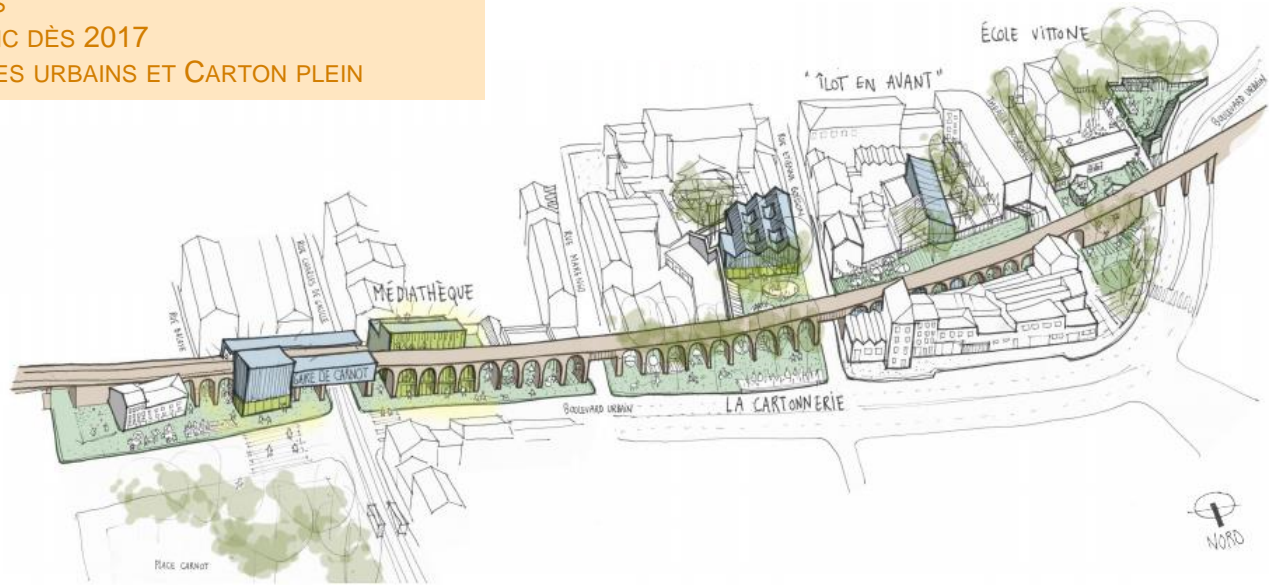 IC DÈS 2017
ES URBAINS ET CARTON PLEIN
ÉCOLE VITTONE
"ÎLOT EN AVANT"
BOULEVARD URBAIN
RUE MARENGO
RUE CHARLES DE GAULLE
MÉDIATHÈQUE
GARE DE CARNOT
BOULEVARD URBAIN
LA CARTONNERIE
PLACE CARNOT
NORD